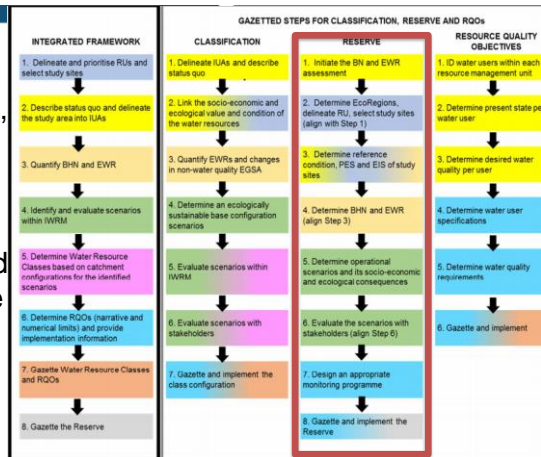 GAZETTED STEPS FOR CLASSIFICATION, RESERVE AND RQOs
INTEGRATED FRAMEWORK
1. Delineate and prioritise RUs and
select study sites
2. Describe status quo and delineate
the study area into IUAs
3. Quantify BHN and EWR
4. Identify and evaluate scenarios
within IWRM
5. Determine Water Resource
Classes based on catchment
configurations for the identified
scenarios
6. Determine RQOs (narrative and
numerical limits) and provide
implementation information
7. Gazette Water Resource Classes
and RQOs
8. Gazette the Reserve
CLASSIFICATION
1. Delineate IUAs and describe
status quo
2. Link the socio-economic and
ecological value and condition of
the water resources
3. Quantify EWRs and changes
in non-water quality EGSA
4. Determine an ecologically
sustainable base configuration
scenarios
5. Evaluate scenarios within
IWRM
6. Evaluate scenarios with
stakeholders
7. Gazette and implement the
class configuration
RESERVE
1. Initiate the BN and EWR
assessment
2. Determine EcoRegions,
delineate RU, select study sites
(align with Step 1)
3. Determine reference
condition, PES and EIS of study
sites
4. Determine BHN and EWR
(align Step 3)
5. Determine operational
scenarios and its socio-economic
and ecological consequences
6. Evaluate the scenarios with
stakeholders (align Step 6)
7. Design an appropriate
monitoring programme
8. Gazette and implement the
Reserve
RESOURCE QUALITY
OBJECTIVES
1. ID water users within each
resource management unit
2. Determine present state per
water user
3. Determine desired water
quality per user
4. Determine water user
specifications
5. Determine water quality
requirements
6. Gazette and implement